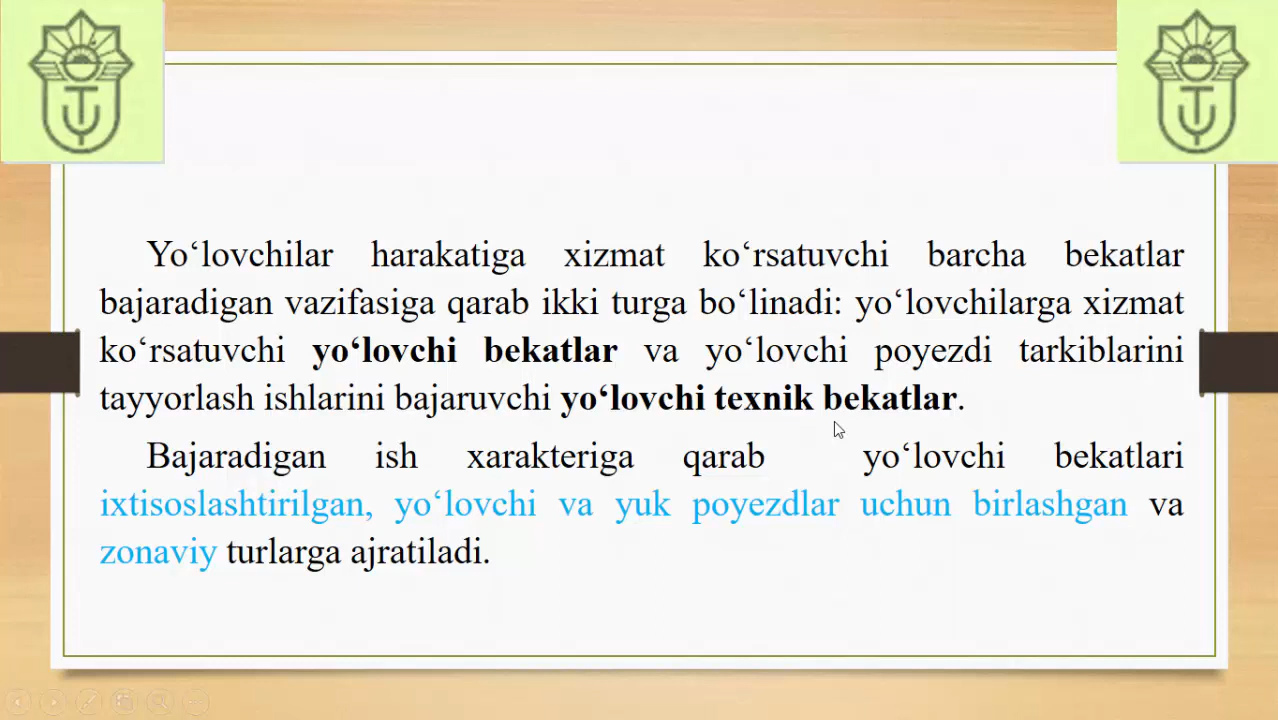 Yo‘lovchilar harakatiga xizmat ko‘rsatuvchi barcha bekatlar
bajaradigan vazifasiga qarab ikki turga bo‘linadi: yo‘lovchilarga xizmat
ko‘rsatuvchi yo‘lovchi bekatlar va yo‘lovchi poyezdi tarkiblarini
tayyorlash ishlarini bajaruvchi yo‘lovchi texnik bekatlar.
Bajaradigan ish xarakteriga qarab yo‘lovchi bekatlari
ixtisoslashtirilgan, yo‘lovchi va yuk poyezdlar uchun birlashgan va
zonaviy turlarga ajratiladi.